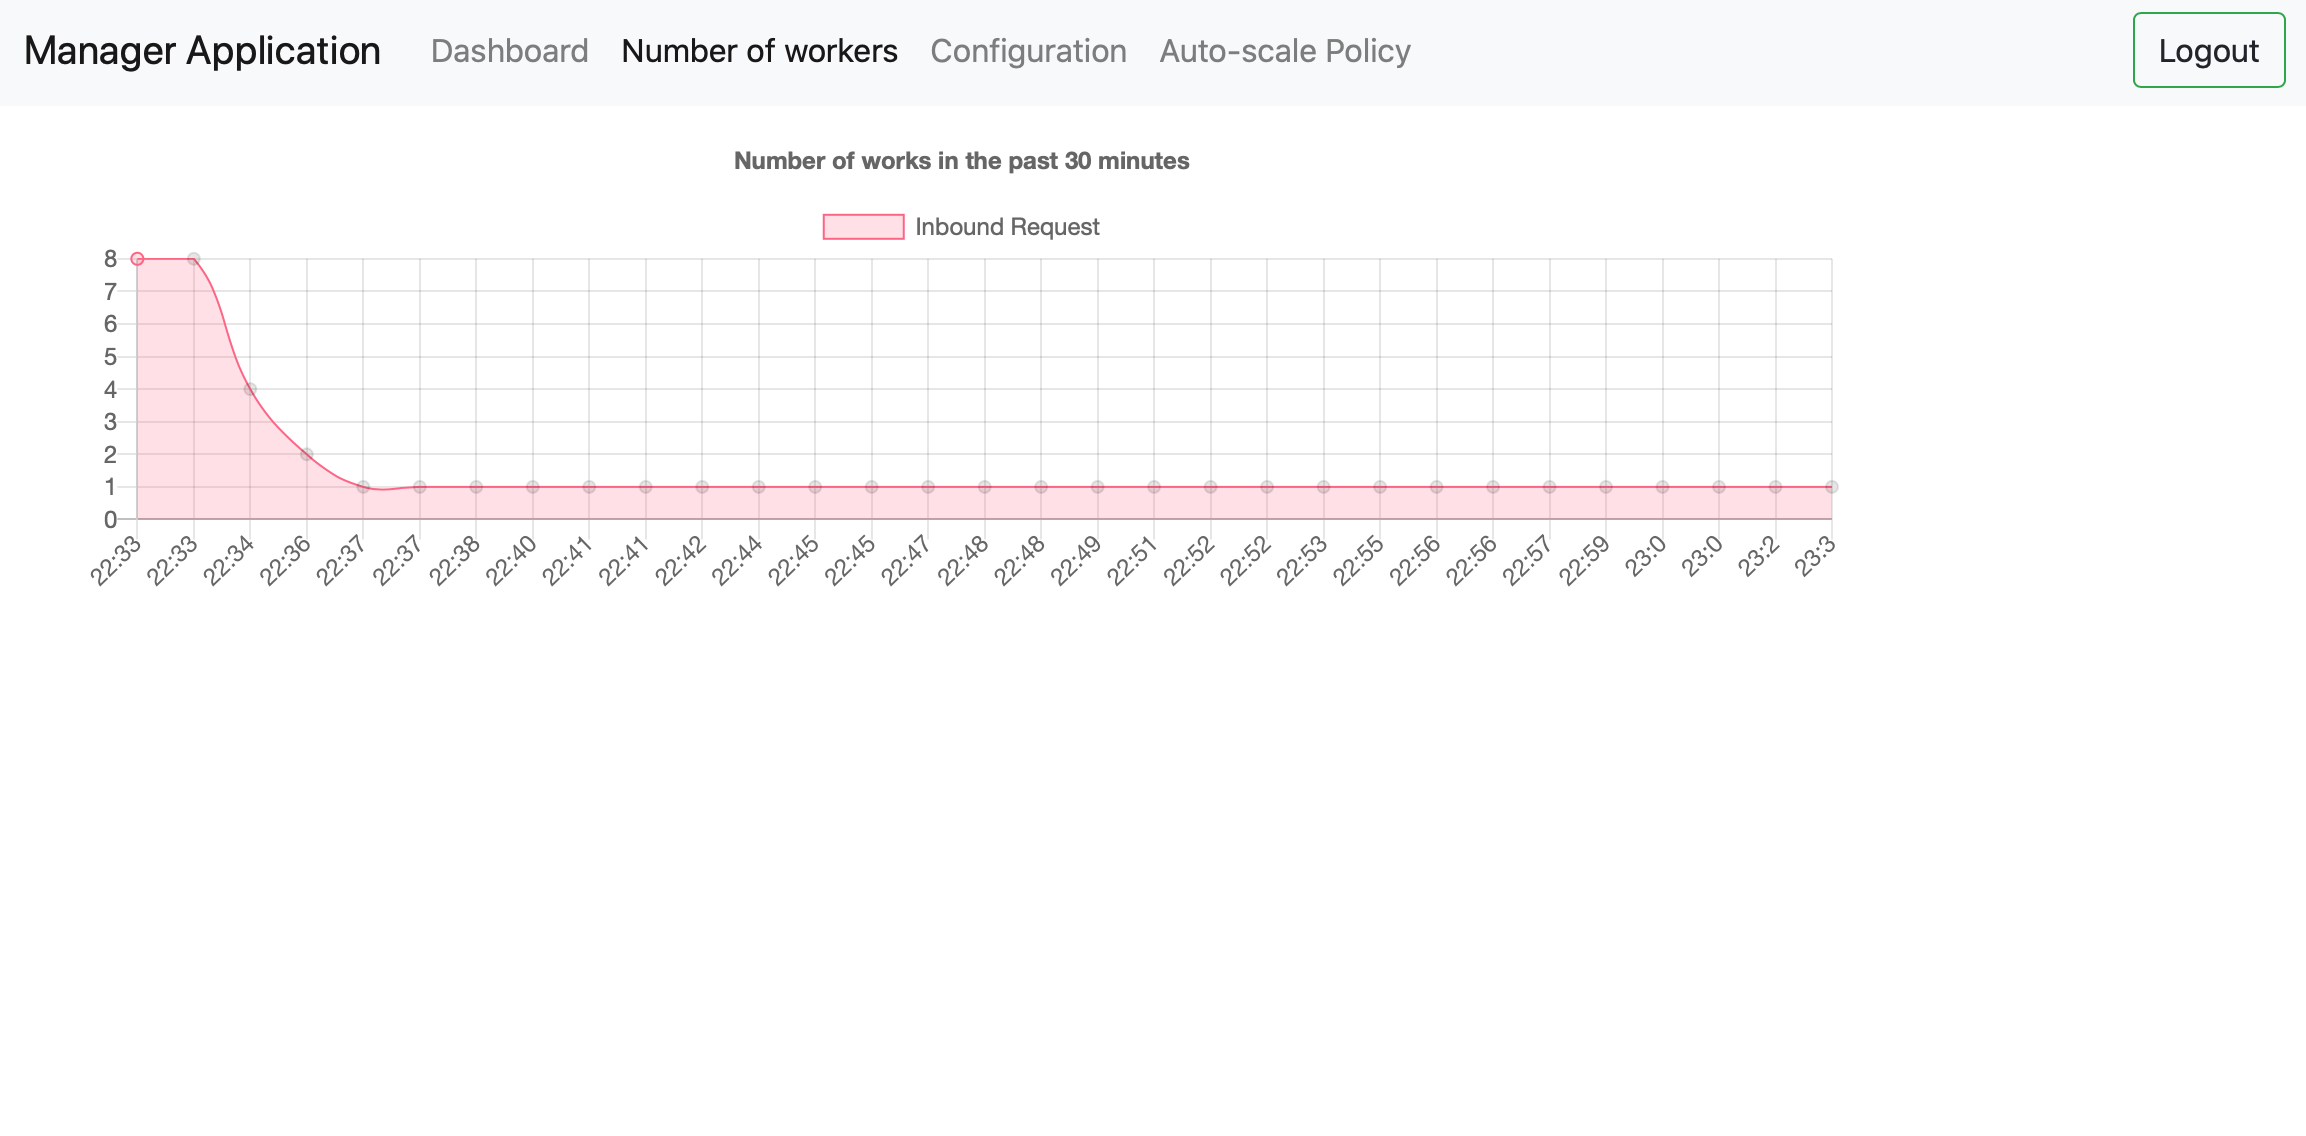 Manager Application Dashboard Number of workers Configuration Auto-scale Policy Logout
Number of works in the past 30 minutes
Inbound Request
8
7
6
5
4
3
2
1
0
22:33 22:33 22:34 22:36 22:37 22:37 22:38 22:40 22:41 22:41 22:42 22:44 22:45 22:45 22:47 22:48 22:48 22:49 22:51 22:52 22:52 22:53 22:55 22:56 22:56 22:57 22:59 23:0 23:0 23:2 23:3